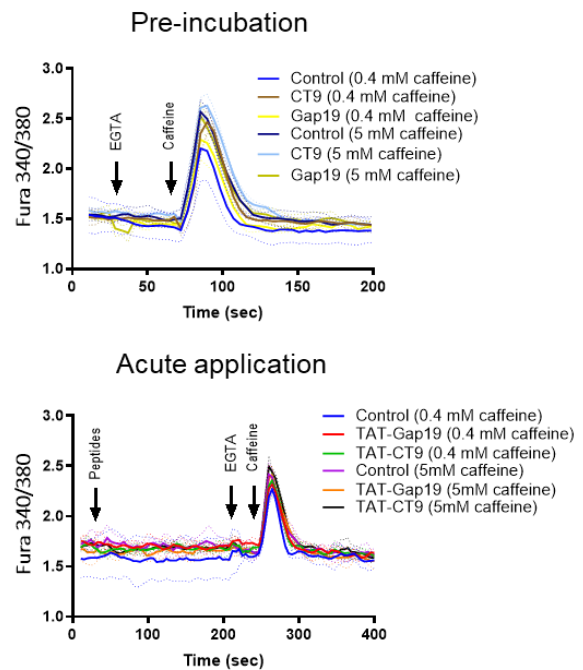 Pre-incubation
3.0
2.5
2.0
1.5
1.0
Fura 340/380
EGTA
Caffeine
Control (0.4 mM caffeine)
CT9 (0.4 mM caffeine)
Gap19 (0.4 mM  caffeine)
Control (5 mM caffeine)
CT9 (5 mM caffeine)
Gap19 (5 mM caffeine)
0 50 100 150 200
Time (sec)
Acute application
3.0
2.5
2.0
1.5
1.0
Fura 340/380
Peptides
EGTA
Caffeine
Control (0.4 mM caffeine)
TAT-Gap19 (0.4 mM caffeine)
TAT-CT9 (0.4 mM caffeine)
Control (5mM caffeine)
TAT-Gap19 (5mM caffeine)
TAT-CT9 (5mM caffeine)
0 100 200 300 400
Time (sec)